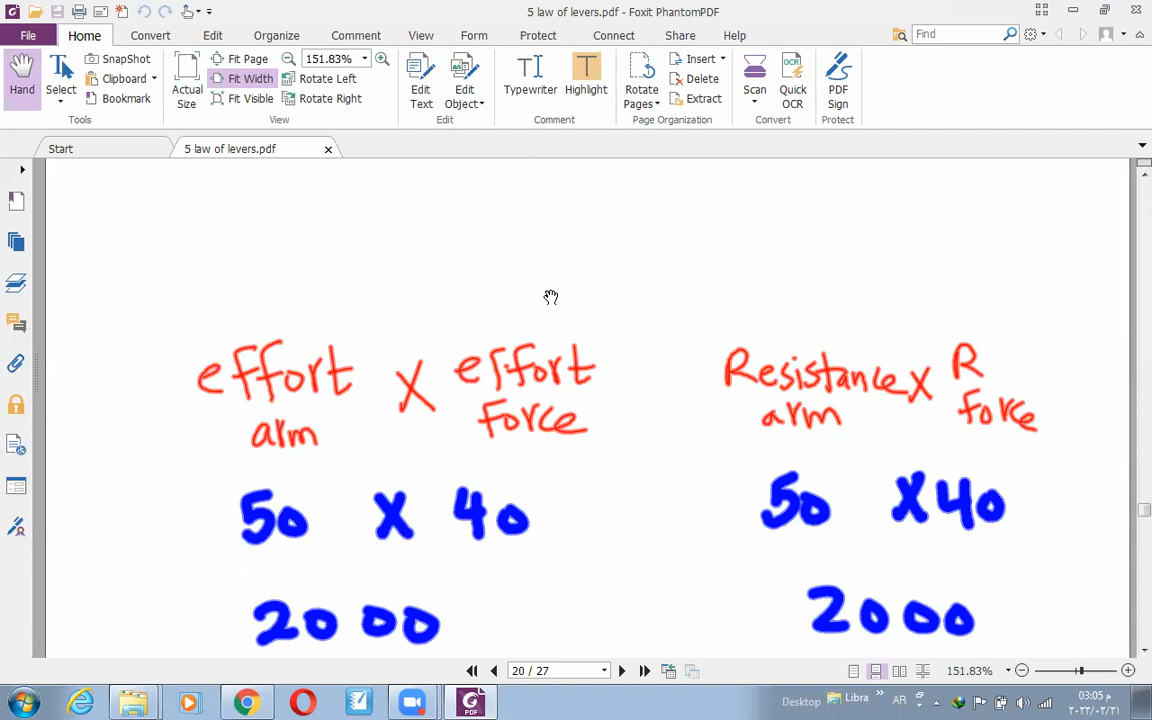 5 law of levers.pdf - Foxit PhantomPDF
File Home Convert Edit Organize Comment View Form Protect Connect Share Help Find
Hand Select SnapShot Clipboard Bookmark Actual Size Fit Page Fit Width Fit Visible 151.83% Rotate Left Rotate Right Edit Text Edit Object Typewriter Highlight Rotate Pages Insert Delete Extract Scan Quick OCR PDF Sign
Tools View Edit Comment Page Organization Convert Protect
Start 5 law of levers.pdf
effort X effort Resistance X R
arm force arm force
50 X 40 50 X 40
2000 2000
20 / 27 151.83%
Desktop Libra AR 03:05 م
٢٠٢٢/٠٢/٢١